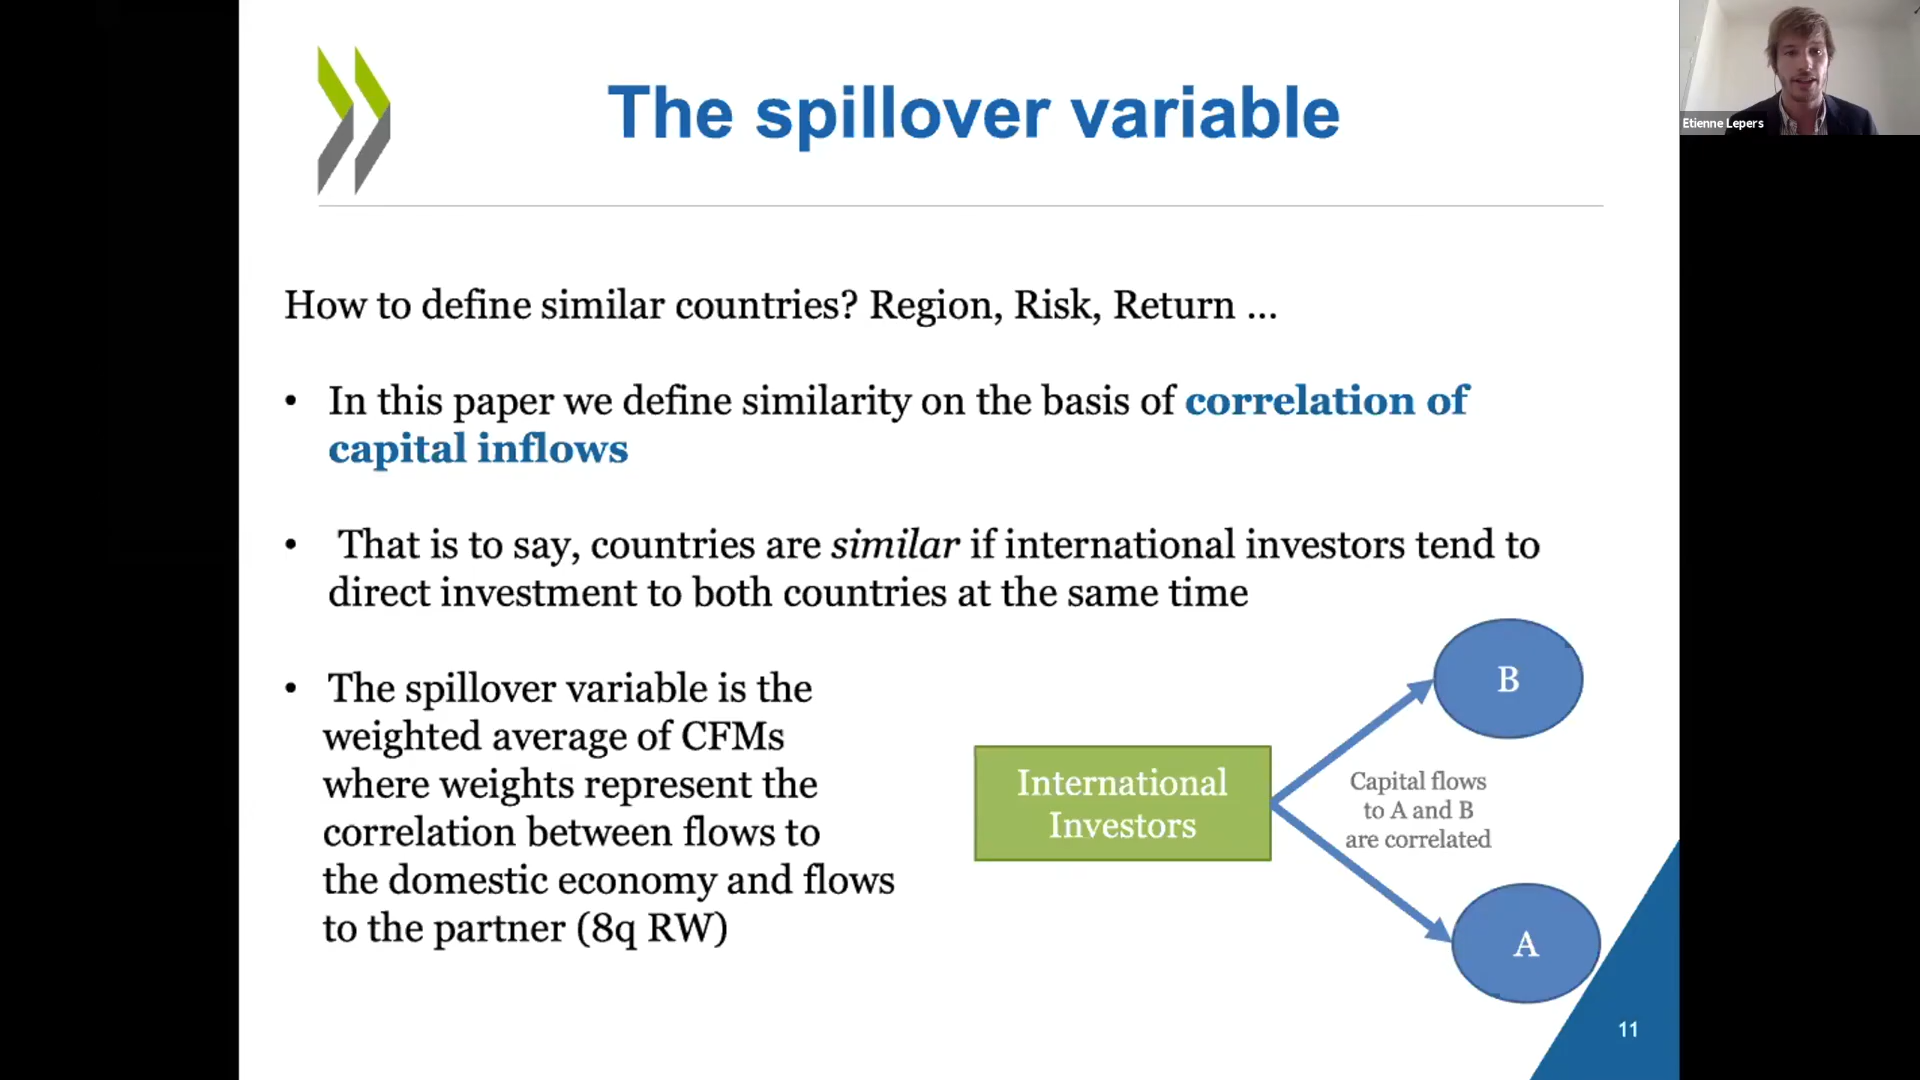 The spillover variable
Etienne Lepers
How to define similar countries? Region, Risk, Return ...
• In this paper we define similarity on the basis of correlation of
capital inflows
• That is to say, countries are similar if international investors tend to
direct investment to both countries at the same time
• The spillover variable is the
weighted average of CFMs
where weights represent the
correlation between flows to
the domestic economy and flows
to the partner (8q RW)
International
Investors
B
Capital flows
to A and B
are correlated
A
11